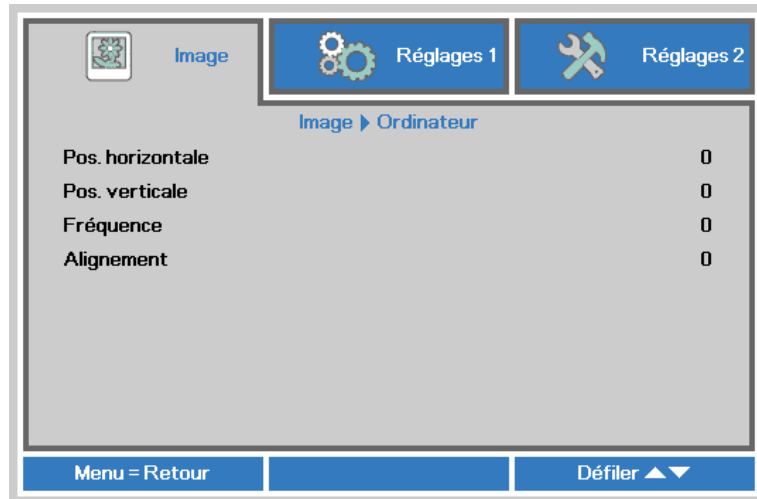 Image Réglages 1 Réglages 2
Image ▶ Ordinateur
Pos. horizontale 0
Pos. verticale 0
Fréquence 0
Alignement 0
Menu = Retour Défiler ▲▼